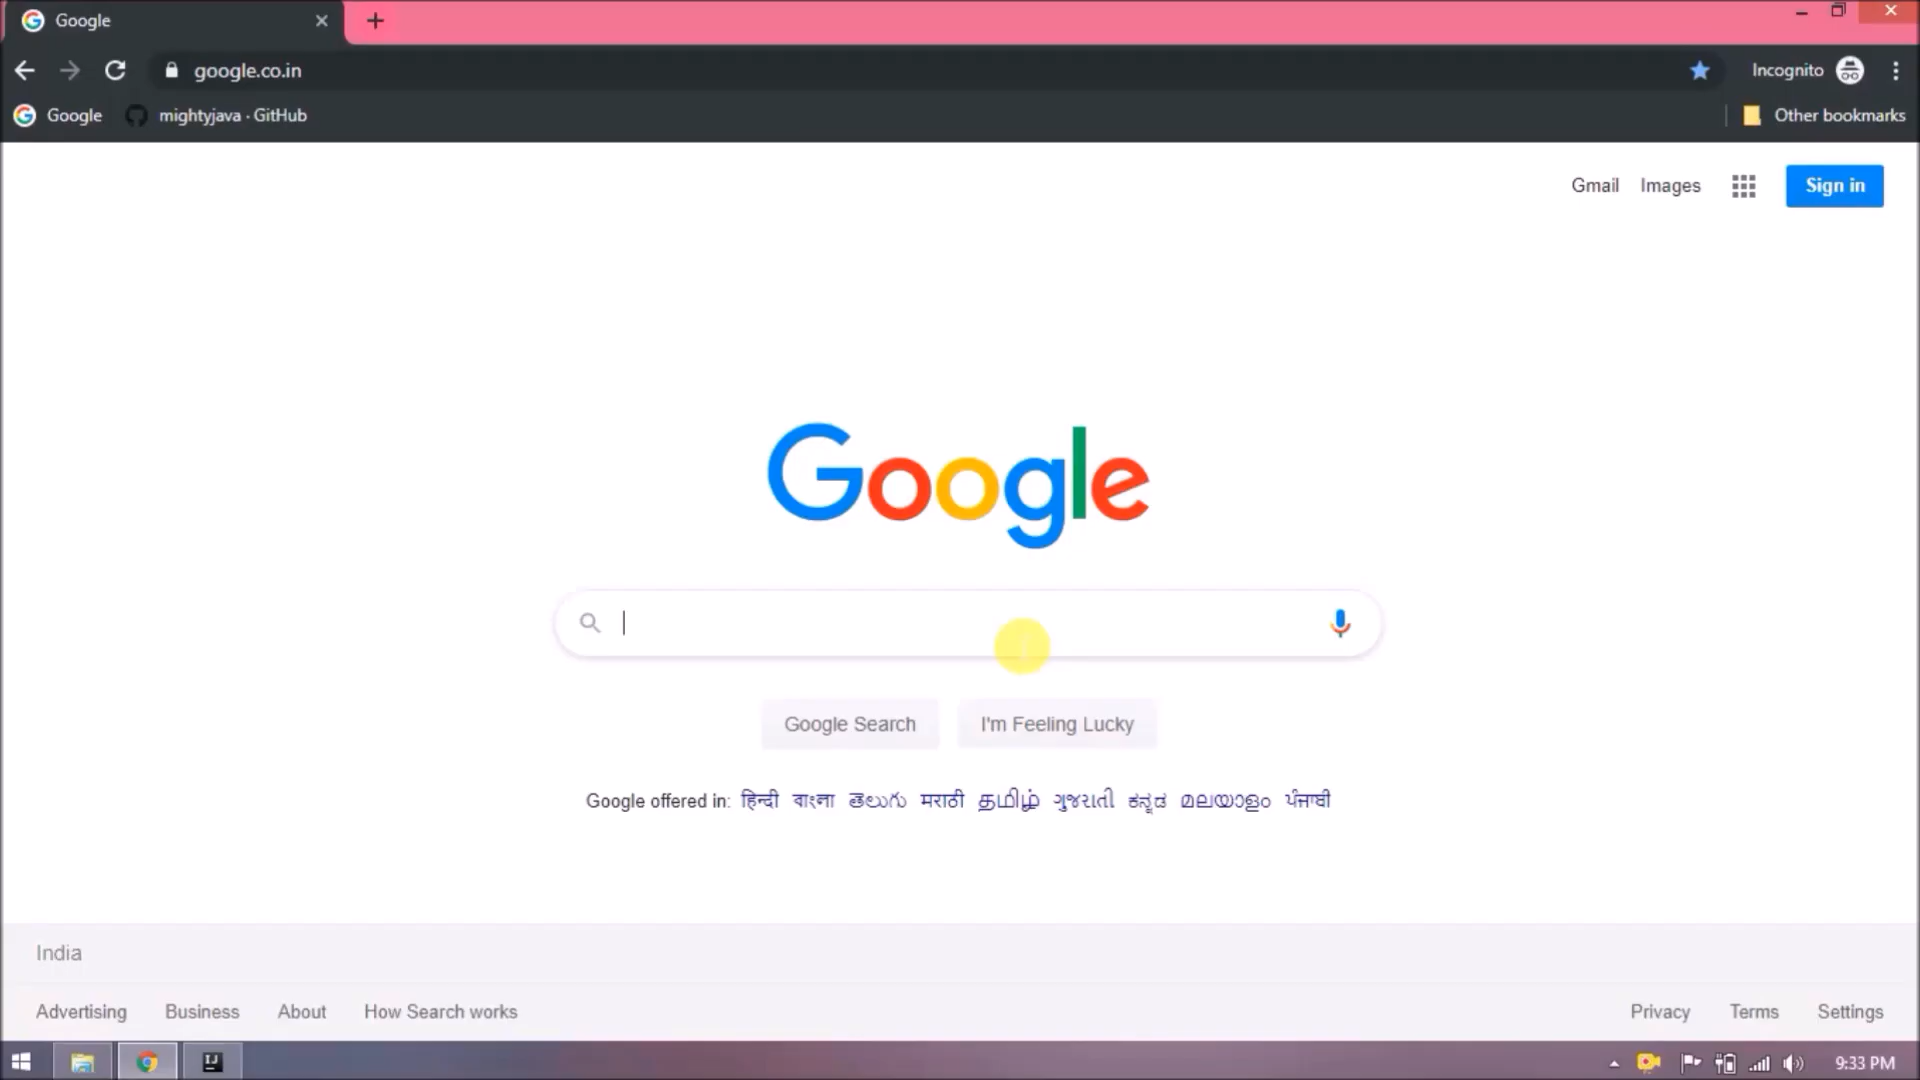 Google
google.co.in
Incognito
Google
mightyjava · GitHub
Other bookmarks
Gmail
Images
Sign in
Google
Google Search
I'm Feeling Lucky
Google offered in: हिन्दी বাংলা తెలుగు मराठी தமிழ் ગુજરાતી ಕನ್ನಡ മലയാളം ਪੰਜਾਬੀ
India
Advertising Business About How Search works
Privacy Terms Settings
IJ
9:33 PM